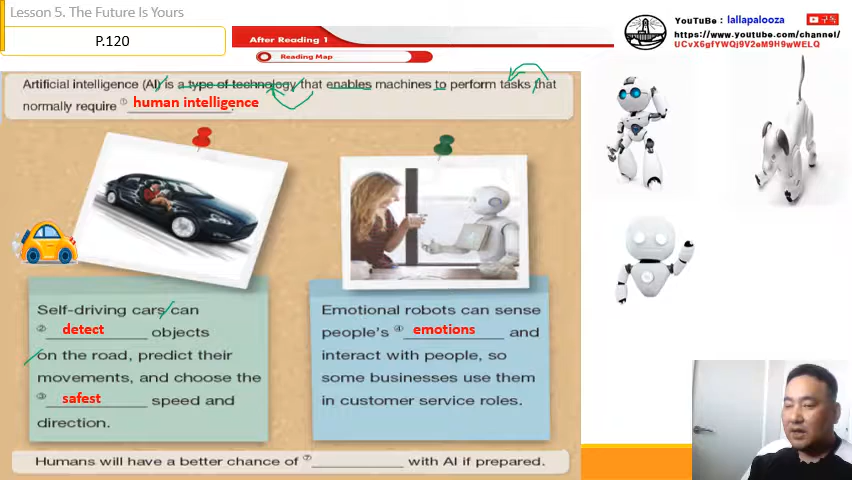 Lesson 5. The Future Is Yours
P.120
After Reading 1
Reading Map
YouTuBe : lallapalooza
구독
https://www.youtube.com/channel/
UCvX6gfYWQj9V2eM9H9wELQ
Artificial intelligence (AI) is a type of technology that enables machines to perform tasks that
normally require ① human intelligence.
Self-driving cars can
② detect objects
on the road, predict their
movements, and choose the
③ safest speed and
direction.
Emotional robots can sense
people's ④ emotions and
interact with people, so
some businesses use them
in customer service roles.
Humans will have a better chance of ⑦ with AI if prepared.